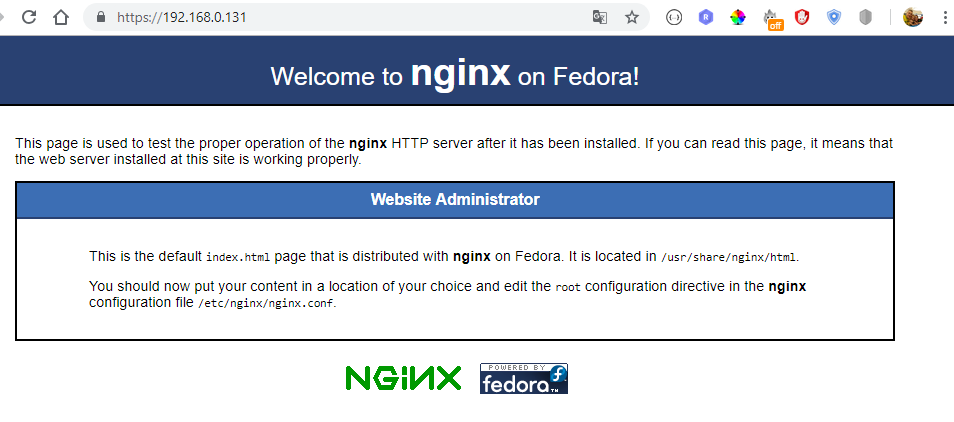 https://192.168.0.131
off
Welcome to nginx on Fedora!
This page is used to test the proper operation of the nginx HTTP server after it has been installed. If you can read this page, it means that
the web server installed at this site is working properly.
Website Administrator
This is the default index.html page that is distributed with nginx on Fedora. It is located in /usr/share/nginx/html.
You should now put your content in a location of your choice and edit the root configuration directive in the nginx
configuration file /etc/nginx/nginx.conf.
NGiNX
POWERED BY
fedora™